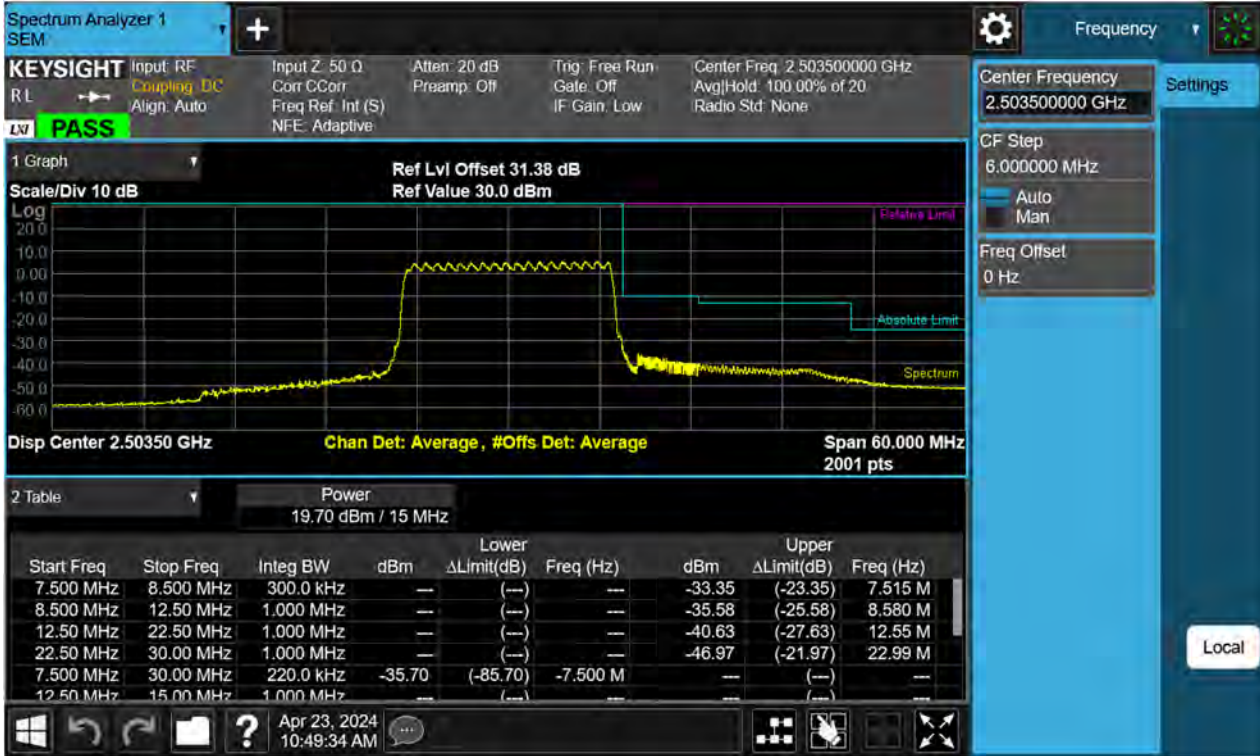 Spectrum Analyzer 1
SEM
+
Frequency
KEYSIGHT
R L
LXI
PASS
Input: RF
Coupling: DC
Align: Auto
Input Z: 50 Ω
Corr CCorr
Freq Ref: Int (S)
NFE: Adaptive
Atten: 20 dB
Preamp: Off
Trig: Free Run
Gate: Off
IF Gain: Low
Center Freq: 2.503500000 GHz
Avg|Hold: 100.00% of 20
Radio Std: None
Center Frequency
2.503500000 GHz
Settings
CF Step
6.000000 MHz
Auto
Man
Freq Offset
0 Hz
1 Graph
Scale/Div 10 dB
Ref Lvl Offset 31.38 dB
Ref Value 30.0 dBm
Log
20.0
10.0
0.00
-10.0
-20.0
-30.0
-40.0
-50.0
-60.0
Relative Limit
Absolute Limit
Spectrum
Disp Center 2.50350 GHz
Chan Det: Average, #Offs Det: Average
Span 60.000 MHz
2001 pts
2 Table
Power
19.70 dBm / 15 MHz
Lower Upper
Start Freq Stop Freq Integ BW dBm ΔLimit(dB) Freq (Hz) dBm ΔLimit(dB) Freq (Hz)
7.500 MHz 8.500 MHz 300.0 kHz --- (---) --- -33.35 (-23.35) 7.515 M
8.500 MHz 12.50 MHz 1.000 MHz --- (---) --- -35.58 (-25.58) 8.580 M
12.50 MHz 22.50 MHz 1.000 MHz --- (---) --- -40.63 (-27.63) 12.55 M
22.50 MHz 30.00 MHz 1.000 MHz --- (---) --- -46.97 (-21.97) 22.99 M
7.500 MHz 30.00 MHz 220.0 kHz -35.70 (-85.70) -7.500 M --- (---) ---
12.50 MHz 15.00 MHz 1.000 MHz --- (---) --- --- (---) ---
Local
?
Apr 23, 2024
10:49:34 AM